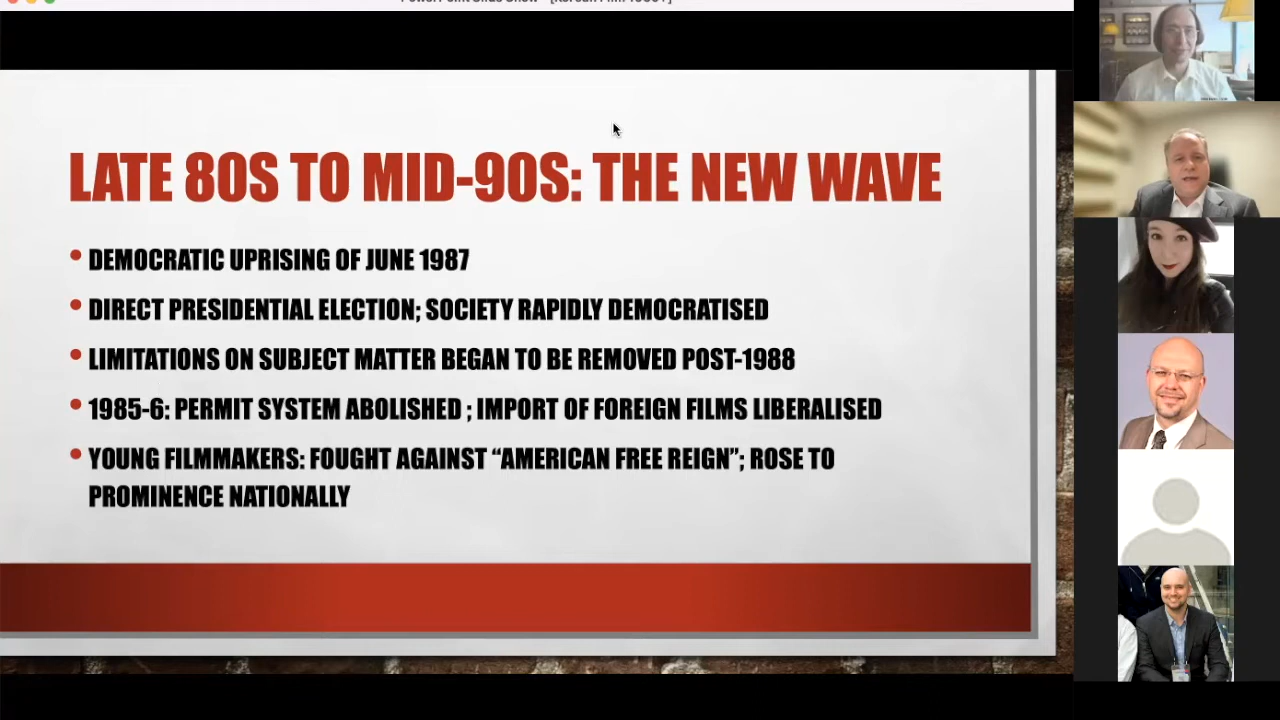 LATE 80S TO MID-90S: THE NEW WAVE
• DEMOCRATIC UPRISING OF JUNE 1987
• DIRECT PRESIDENTIAL ELECTION; SOCIETY RAPIDLY DEMOCRATISED
• LIMITATIONS ON SUBJECT MATTER BEGAN TO BE REMOVED POST-1988
• 1985-6: PERMIT SYSTEM ABOLISHED ; IMPORT OF FOREIGN FILMS LIBERALISED
• YOUNG FILMMAKERS: FOUGHT AGAINST “AMERICAN FREE REIGN”; ROSE TO
PROMINENCE NATIONALLY